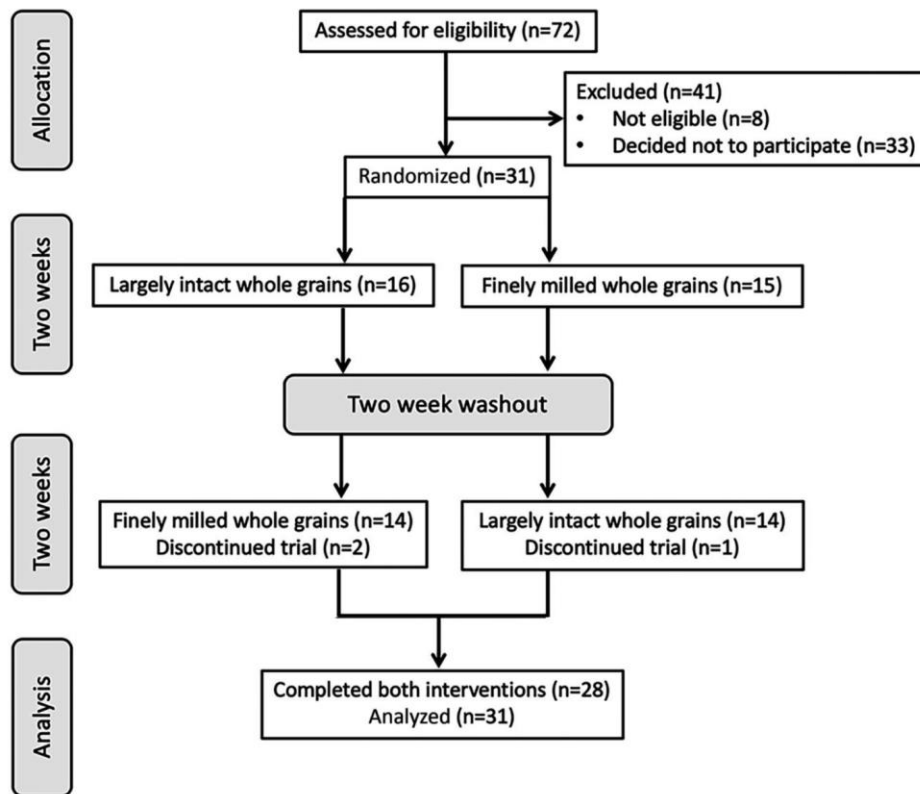 Allocation
Assessed for eligibility (n=72)
Excluded (n=41)
• Not eligible (n=8)
• Decided not to participate (n=33)
Randomized (n=31)
Two weeks
Largely intact whole grains (n=16)
Finely milled whole grains (n=15)
Two week washout
Two weeks
Finely milled whole grains (n=14)
Discontinued trial (n=2)
Largely intact whole grains (n=14)
Discontinued trial (n=1)
Analysis
Completed both interventions (n=28)
Analyzed (n=31)